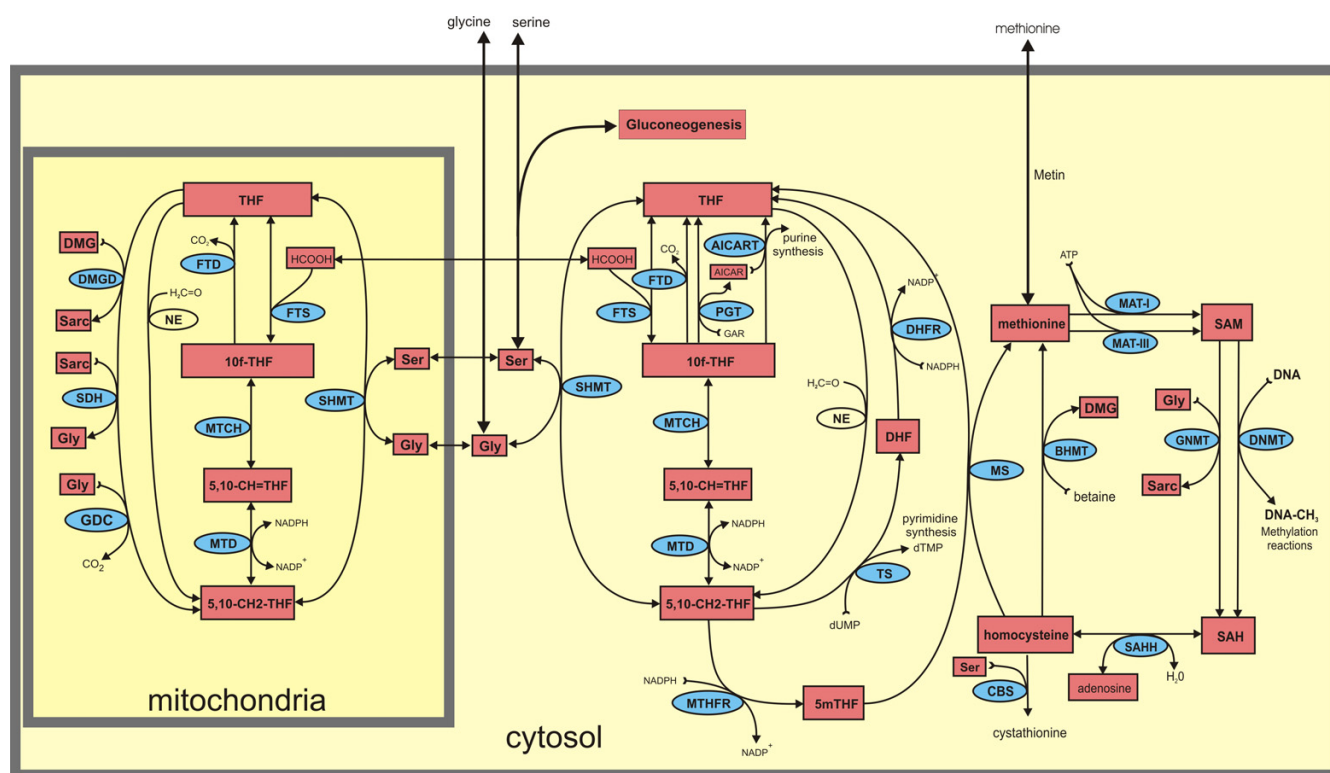 glycine
serine
methionine
Gluconeogenesis
Metin
THF
DMG
CO2
FTD
HCOOH
DMGD
H2C=O
NE
FTS
Sarc
10f-THF
Sarc
SDH
MTCH
SHMT
Ser
Gly
Gly
5,10-CH=THF
Gly
GDC
NADPH
MTD
NADP+
CO2
5,10-CH2-THF
mitochondria
THF
HCOOH
CO2
FTD
AICART
purine
synthesis
AICAR
FTS
PGT
GAR
NADP+
DHFR
NADPH
10f-THF
Ser
SHMT
Gly
H2C=O
NE
MTCH
DHF
5,10-CH=THF
NADPH
MTD
NADP+
pyrimidine
synthesis
dTMP
TS
dUMP
5,10-CH2-THF
NADPH
MTHFR
5mTHF
NADP+
cytosol
ATP
MAT-I
methionine
MAT-III
SAM
DNA
DMG
Gly
MS
BHMT
GNMT
DNMT
betaine
Sarc
DNA-CH3
Methylation
reactions
homocysteine
SAH
SAHH
Ser
CBS
adenosine
H20
cystathionine